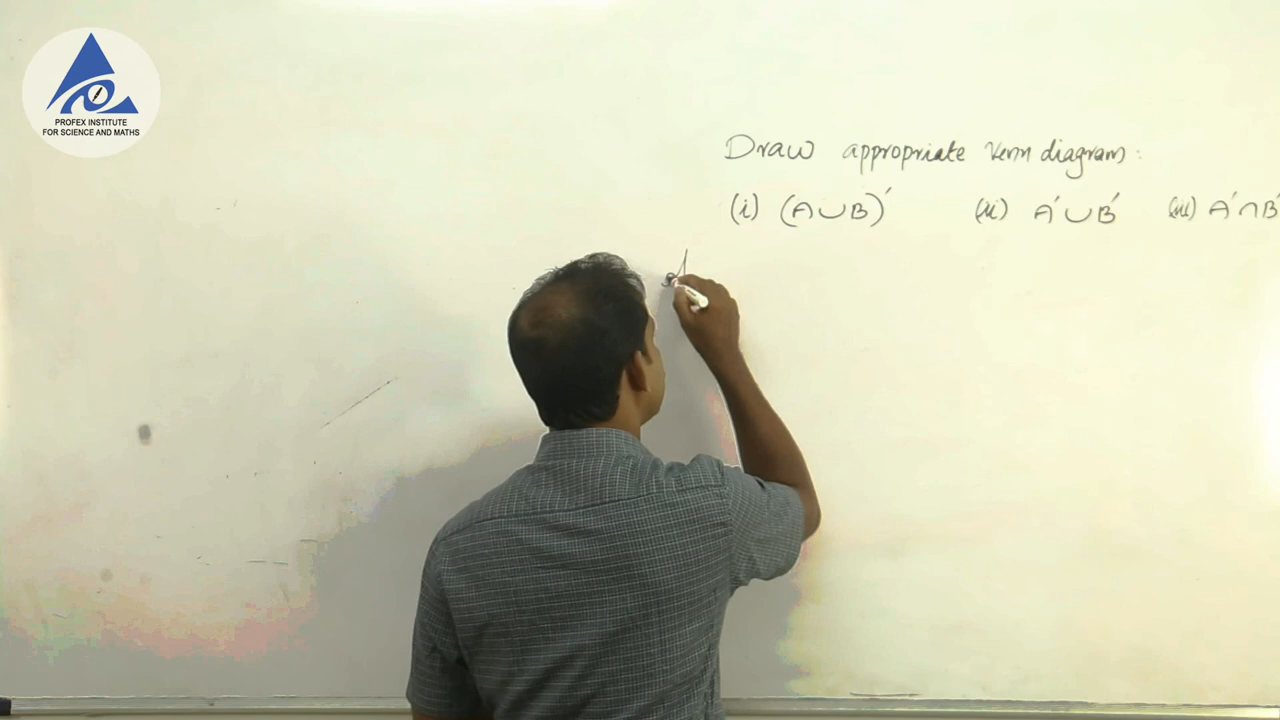 PROFEX INSTITUTE
FOR SCIENCE AND MATHS
Draw appropriate Venn diagram:
(i) (A∪B)′ (ii) A′∪B′ (iii) A′∩B′